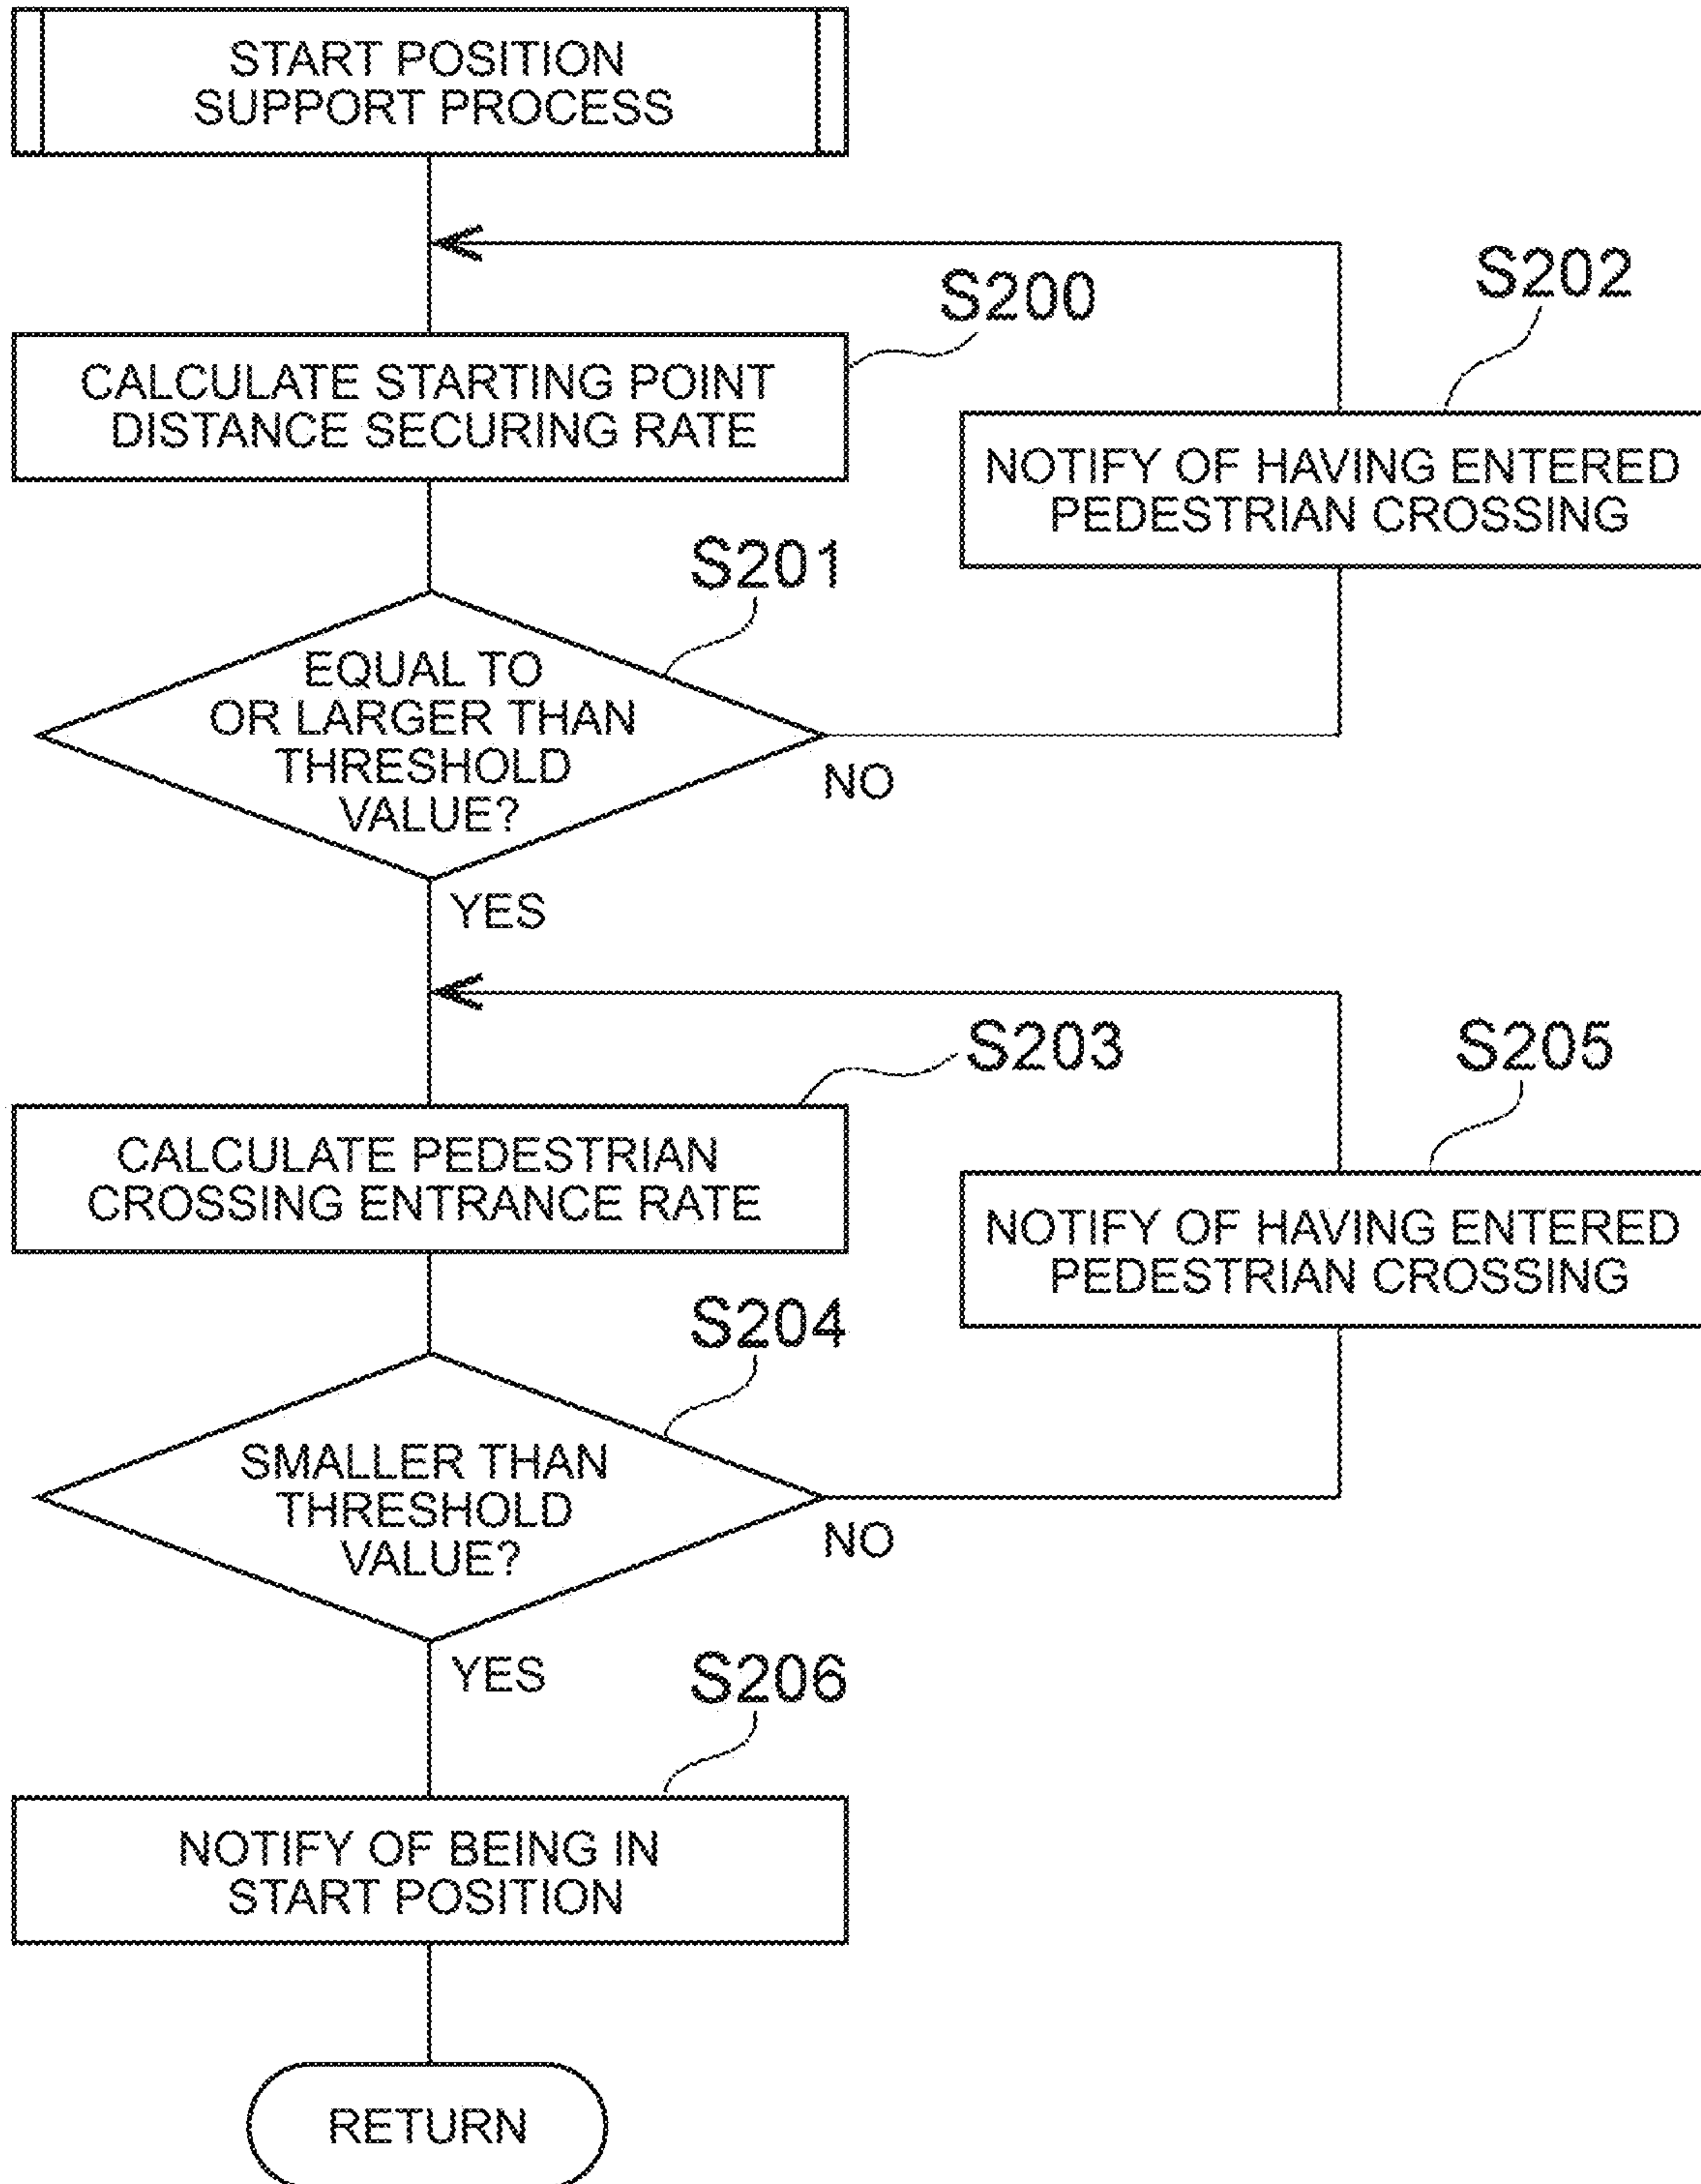 START POSITION
SUPPORT PROCESS
S200
S202
CALCULATE STARTING POINT
DISTANCE SECURING RATE
NOTIFY OF HAVING ENTERED
PEDESTRIAN CROSSING
S201
EQUAL TO
OR LARGER THAN
THRESHOLD
VALUE?
NO
YES
S203
S205
CALCULATE PEDESTRIAN
CROSSING ENTRANCE RATE
NOTIFY OF HAVING ENTERED
PEDESTRIAN CROSSING
S204
SMALLER THAN
THRESHOLD
VALUE?
NO
YES
S206
NOTIFY OF BEING IN
START POSITION
RETURN